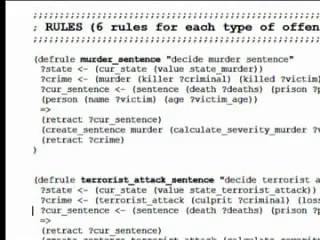 ;;;;;;;;;;;;;;;;;;;;;;;;;;;;;;;;;;;;;;;;;;;;;;;;
; RULES (6 rules for each type of offen
;;;;;;;;;;;;;;;;;;;;;;;;;;;;;;;;;;;;;;;;;;;;;;;;
(defrule murder_sentence "decide murder sentence"
?state <- (cur_state (value state_murder))
?crime <- (murder (killer ?criminal) (killed ?victim)
?cur_sentence <- (sentence (death ?deaths) (prison ?p
(person (name ?victim) (age ?victim_age))
=>
(retract ?cur_sentence)
(create_sentence murder (calculate_severity_murder ?v
(retract ?crime)
)
(defrule terrorist_attack_sentence "decide terrorist a
?state <- (cur_state (value state_terrorist_attack))
?crime <- (terrorist_attack (culprit ?criminal) (loss
?cur_sentence <- (sentence (death ?deaths) (prison ?p
=>
(retract ?cur_sentence)